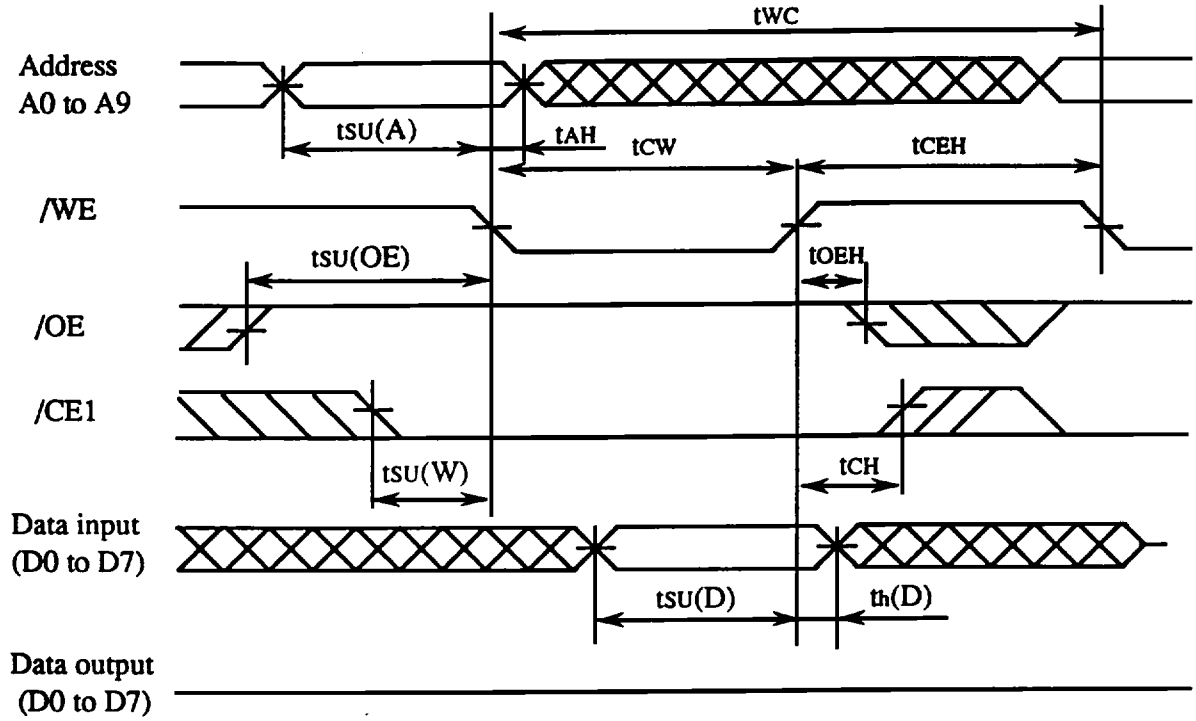 tWC
Address
A0 to A9
tSU(A)
tAH
tCW
tCEH
/WE
tSU(OE)
tOEH
/OE
/CE1
tSU(W)
tCH
Data input
(D0 to D7)
tSU(D)
th(D)
Data output
(D0 to D7)